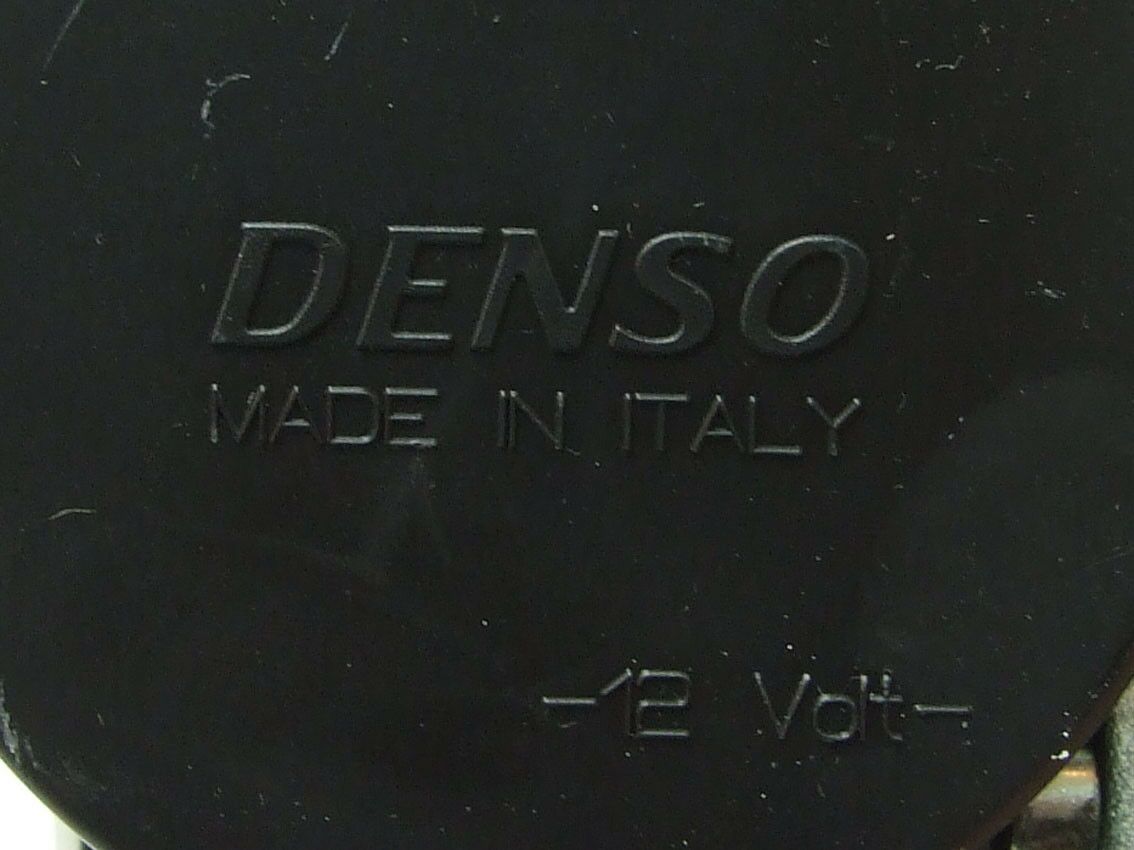 DENSO
MADE IN ITALY
-12 Volt-